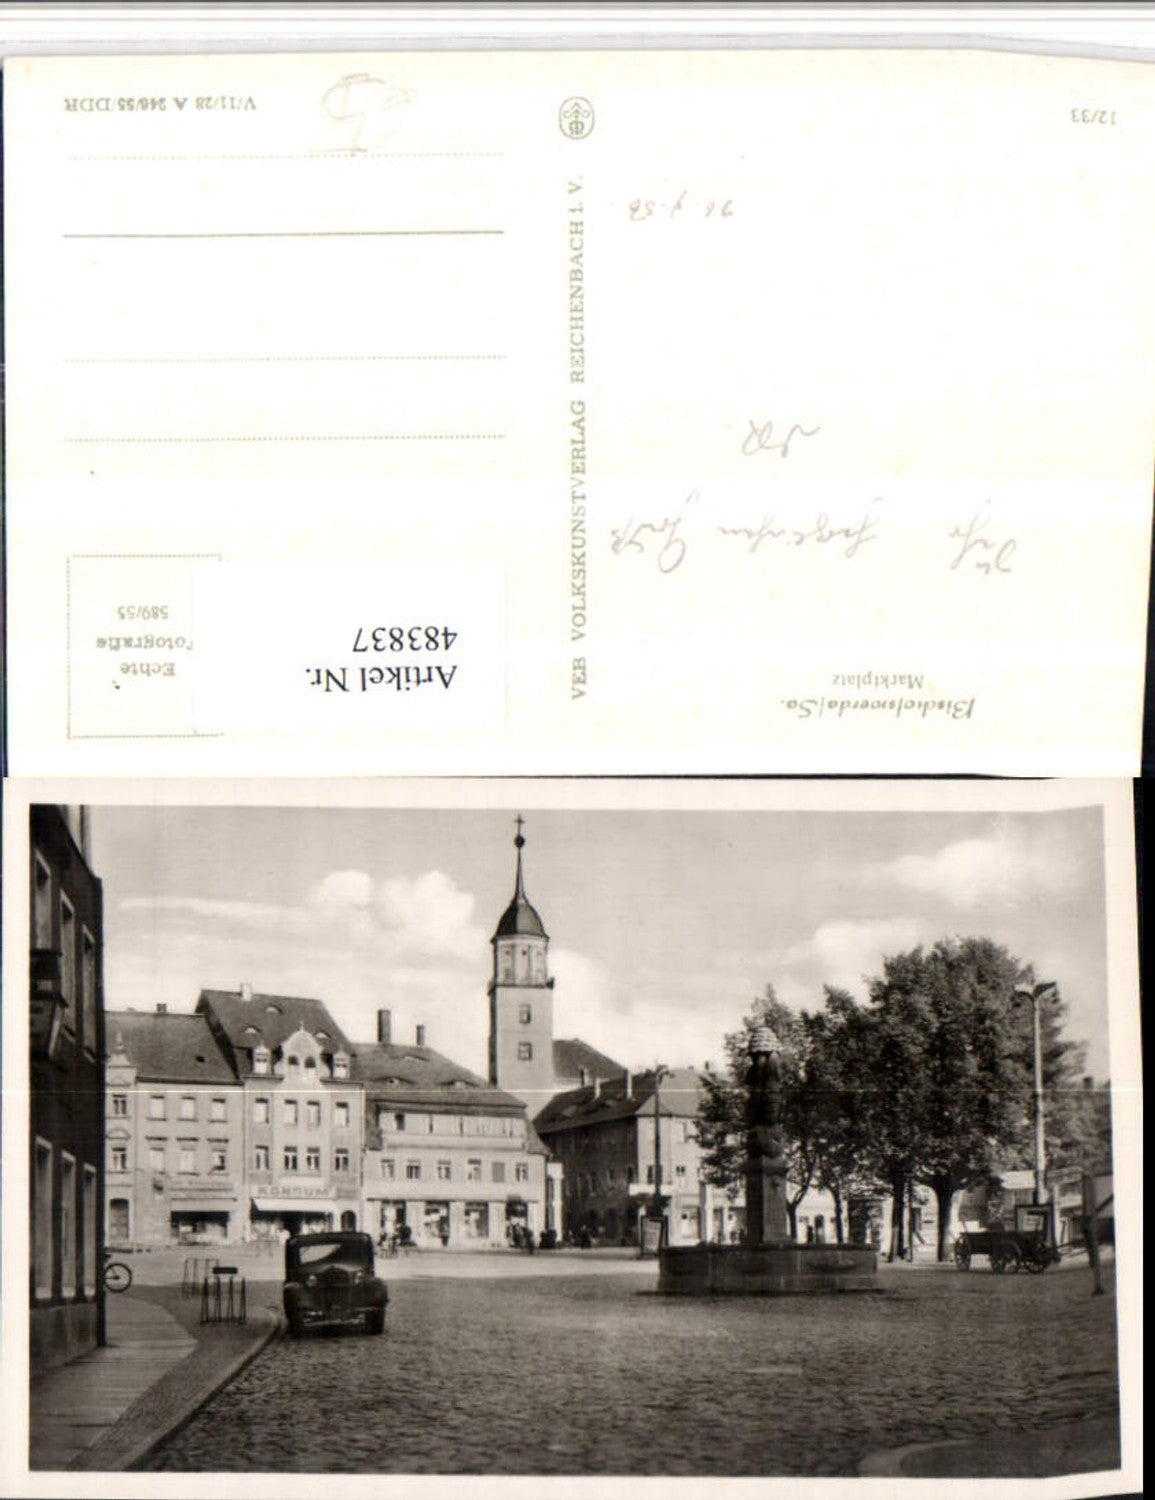 Bischofswerda/Sa.
Marktplatz
12/33
VEB VOLKSKUNSTVERLAG REICHENBACH i. V.
Artikel Nr.
483837
Echte
Fotografie
589/55
V/11/28 A 246/55/DDR
KONSUM